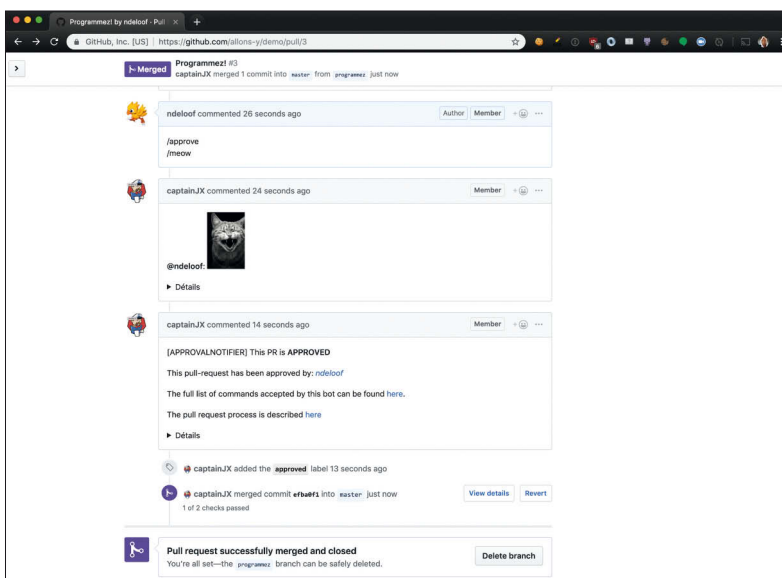 Programmez! by ndeloof · Pull
GitHub, Inc. [US] https://github.com/allons-y/demo/pull/3
Merged
Programmez! #3
captainJX merged 1 commit into master from programmez just now
ndeloof commented 26 seconds ago Author Member
/approve
/meow
captainJX commented 24 seconds ago Member
@ndeloof:
Détails
captainJX commented 14 seconds ago Member
[APPROVALNOTIFIER] This PR is APPROVED
This pull-request has been approved by: ndeloof
The full list of commands accepted by this bot can be found here.
The pull request process is described here
Détails
captainJX added the approved label 13 seconds ago
captainJX merged commit efba0f1 into master just now View details Revert
1 of 2 checks passed
Pull request successfully merged and closed
You're all set—the programmez branch can be safely deleted.
Delete branch